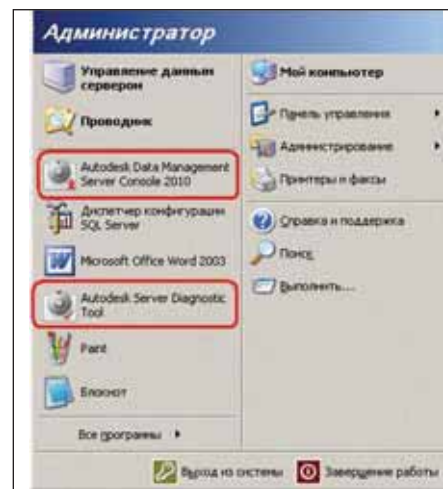 Администратор
Управление данным
сервером
Проводник
Autodesk Data Management
Server Console 2010
Диспетчер конфигурации
SQL Server
Microsoft Office Word 2003
Autodesk Server Diagnostic
Tool
Paint
Блокнот
Все программы
Мой компьютер
Панель управления
Администрирование
Принтеры и факсы
Справка и поддержка
Поиск
Выполнить...
Выход из системы
Завершение работы